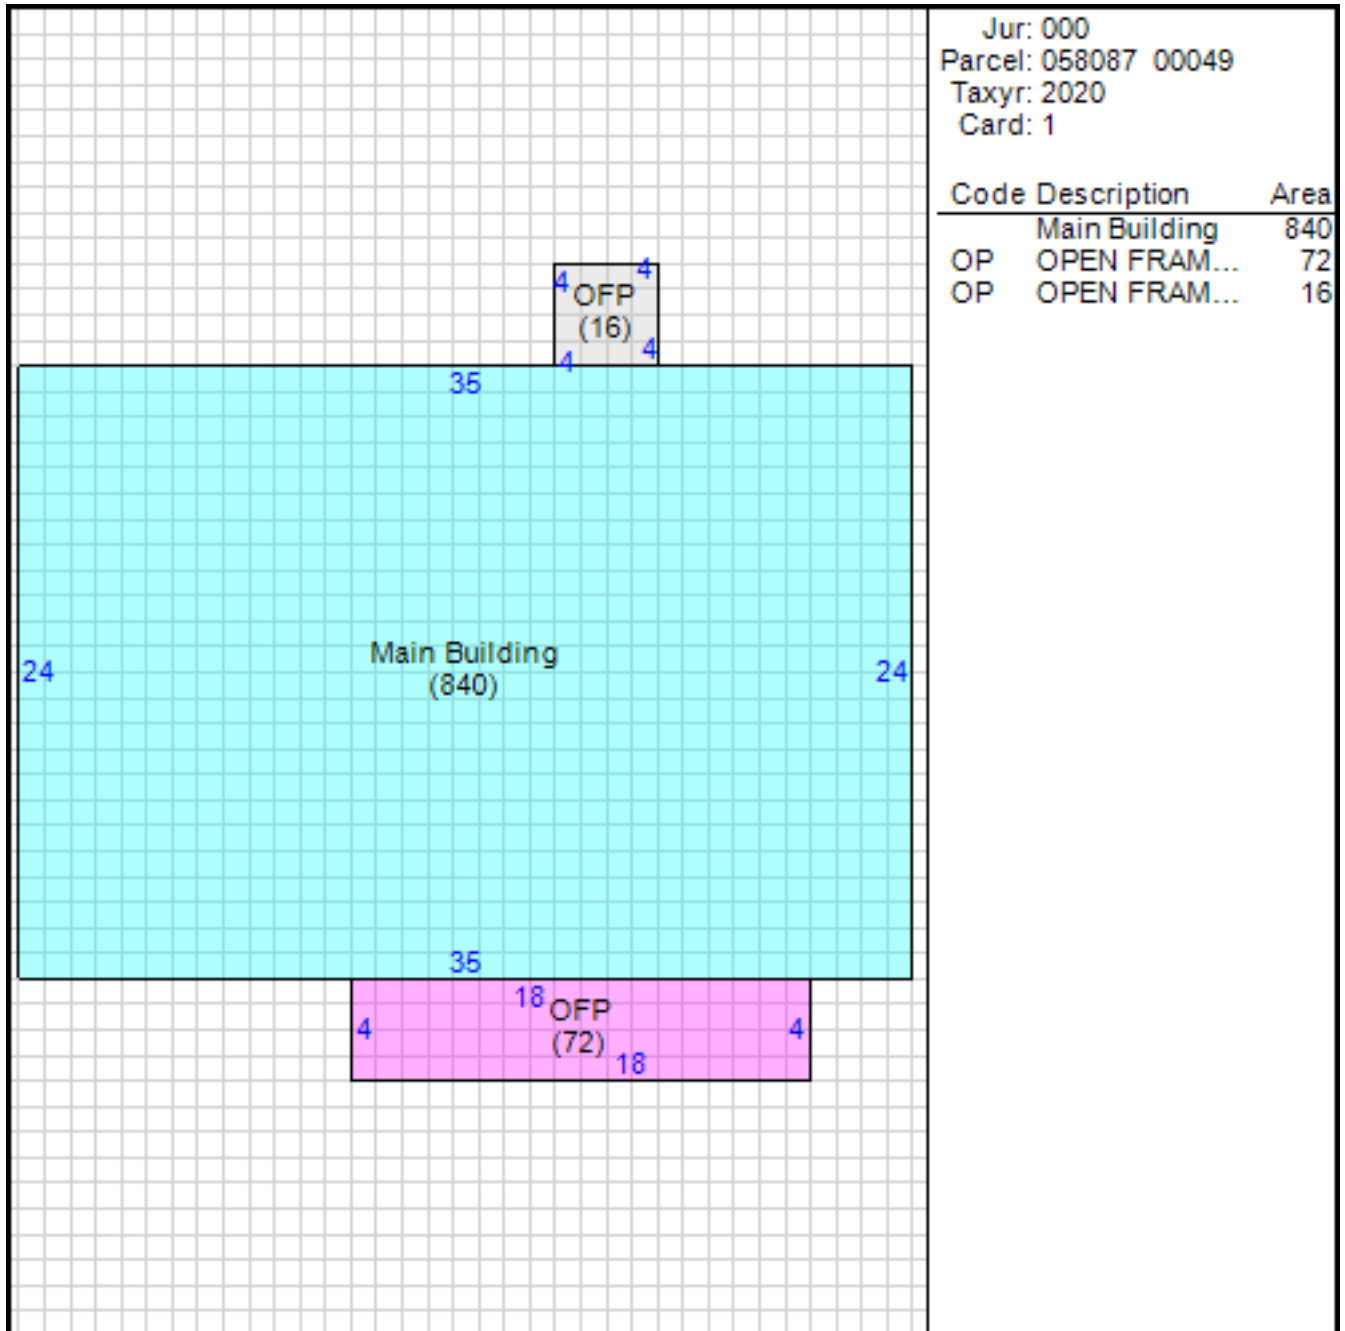 Jur: 000
Parcel: 058087 00049
Taxyr: 2020
Card: 1
Code Description Area
Main Building 840
OP OPEN FRAM... 72
OP OPEN FRAM... 16
4 4
OFP
(16)
4 4
35
Main Building
(840)
24 24
35
18 OFP
4 (72) 4
18